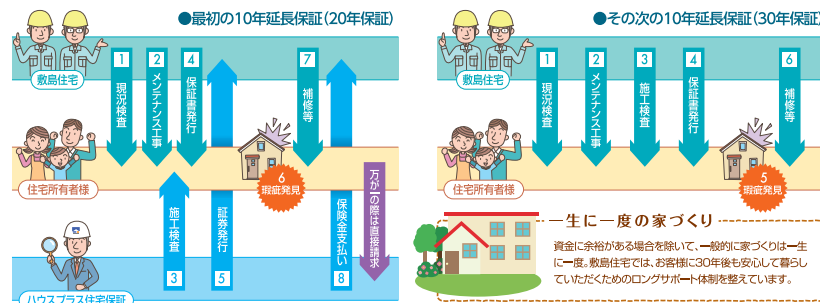 ●最初の10年延長保証（20年保証）
敷島住宅
1 現況検査
2 メンテナンス工事
4 保証書発行
7 補修等
住宅所有者様
6
瑕疵発見
万が一の際は直接請求
施工検査 3
証券発行 5
保険金支払い 8
ハウスプラス住宅保証
●その次の10年延長保証（30年保証）
敷島住宅
1 現況検査
2 メンテナンス工事
3 施工検査
4 保証書発行
6 補修等
住宅所有者様
5
瑕疵発見
一生に一度の家づくり
資金に余裕がある場合を除いて、一般的に家づくりは一生
に一度。敷島住宅では、お客様に30年後も安心して暮らし
ていただくためのロングサポート体制を整えています。